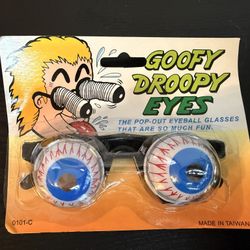 GOOFY
DROOPY
EYES
THE POP-OUT EYEBALL GLASSES
THAT ARE SO MUCH FUN.
0101-C
MADE IN TAIWAN